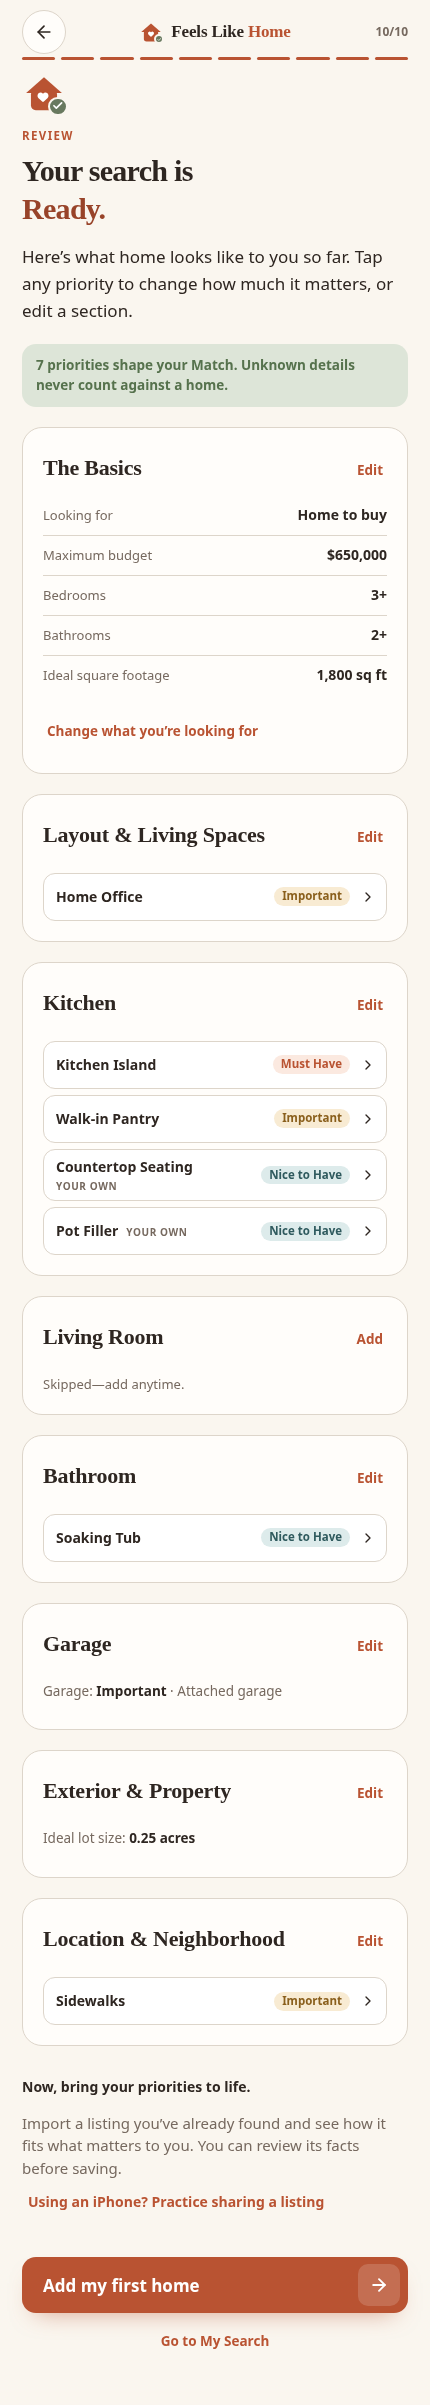 Feels Like Home
10/10
REVIEW
Your search is
Ready.
Here’s what home looks like to you so far. Tap
any priority to change how much it matters, or
edit a section.
7 priorities shape your Match. Unknown details
never count against a home.
The Basics Edit
Looking for Home to buy
Maximum budget $650,000
Bedrooms 3+
Bathrooms 2+
Ideal square footage 1,800 sq ft
Change what you’re looking for
Layout & Living Spaces Edit
Home Office Important
Kitchen Edit
Kitchen Island Must Have
Walk-in Pantry Important
Countertop Seating Nice to Have
YOUR OWN
Pot Filler YOUR OWN Nice to Have
Living Room Add
Skipped—add anytime.
Bathroom Edit
Soaking Tub Nice to Have
Garage Edit
Garage: Important · Attached garage
Exterior & Property Edit
Ideal lot size: 0.25 acres
Location & Neighborhood Edit
Sidewalks Important
Now, bring your priorities to life.
Import a listing you’ve already found and see how it
fits what matters to you. You can review its facts
before saving.
Using an iPhone? Practice sharing a listing
Add my first home
Go to My Search